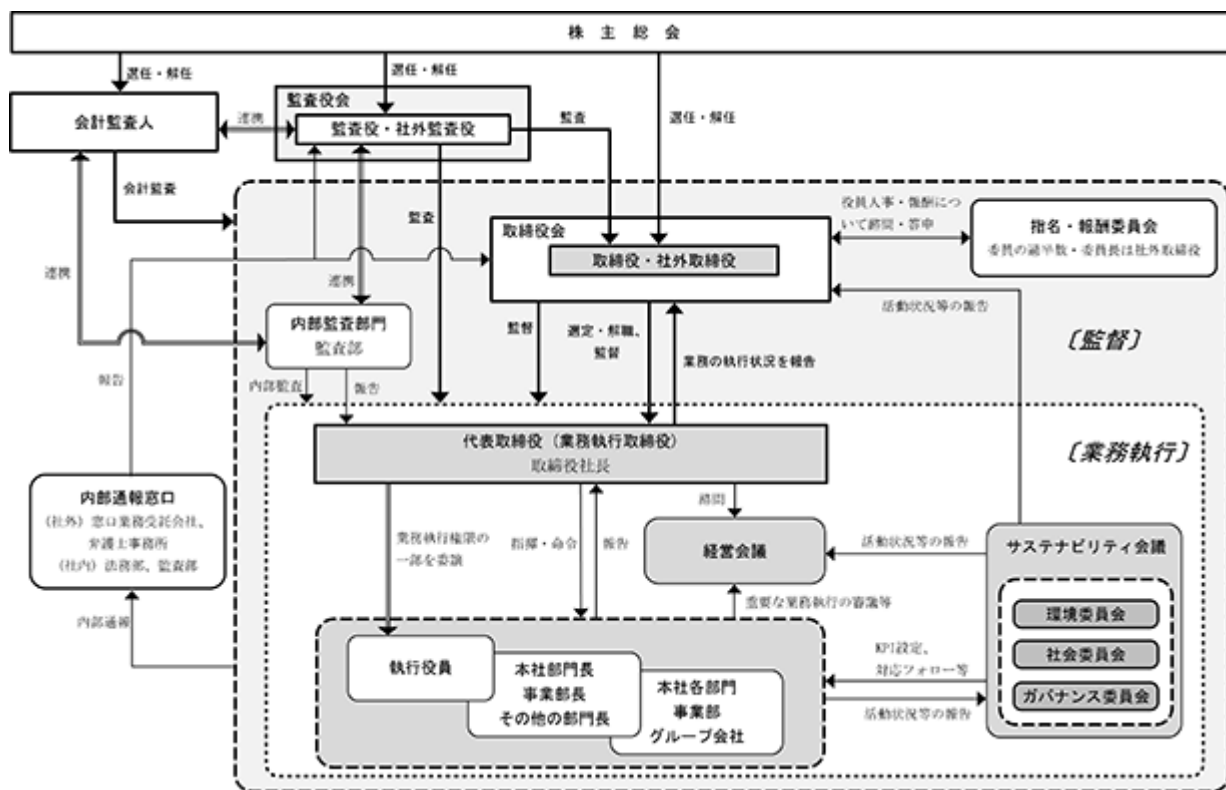 株主総会
選任・解任
選任・解任
選任・解任
会計監査人
連携
監査役会
監査役・社外監査役
監査
会計監査
監査
役員人事・報酬につ
いて諮問・答申
指名・報酬委員会
委員の過半数・委員長は社外取締役
取締役会
取締役・社外取締役
連携
連携
活動状況等の報告
内部監査部門
監査部
監督
選定・解職、
監督
業務の執行状況を報告
〔監督〕
報告
内部監査
報告
代表取締役（業務執行取締役）
取締役社長
〔業務執行〕
内部通報窓口
（社外）窓口業務受託会社、
弁護士事務所
（社内）法務部、監査部
業務執行権限の
一部を委譲
指揮・命令
報告
諮問
経営会議
活動状況等の報告
サステナビリティ会議
環境委員会
社会委員会
ガバナンス委員会
重要な業務執行の審議等
内部通報
執行役員
本社部門長
事業部長
その他の部門長
本社各部門
事業部
グループ会社
KPI設定、
対応フォロー等
活動状況等の報告